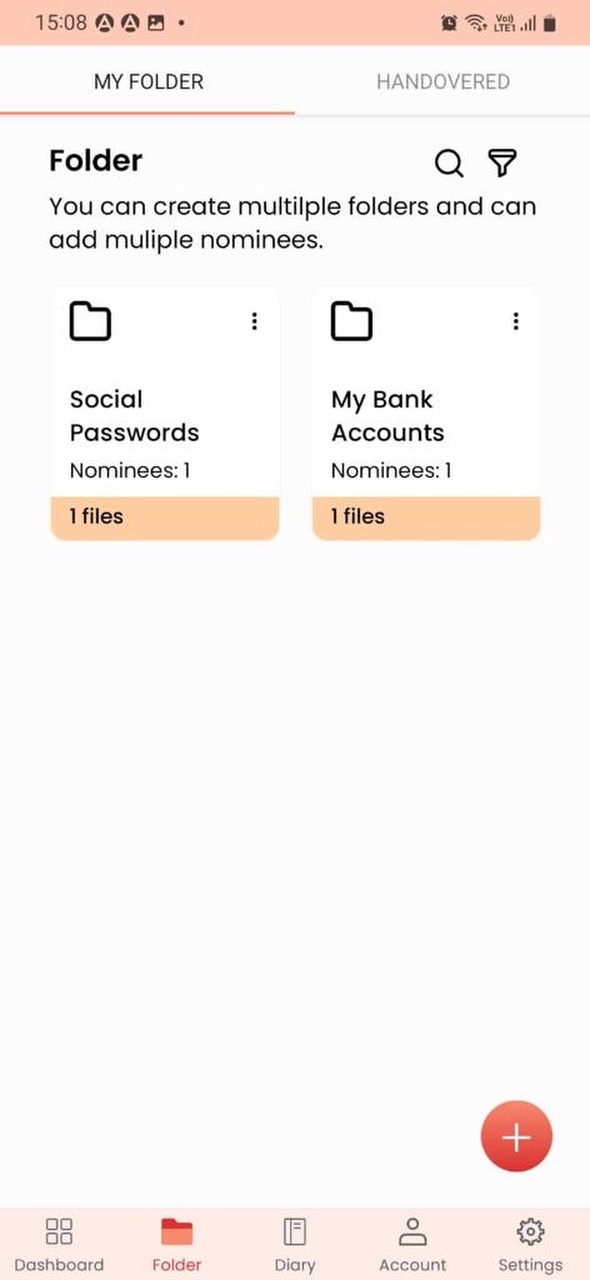 15:08
Vo))
LTE1
MY FOLDER
HANDOVERED
Folder
You can create multilple folders and can
add muliple nominees.
Social
Passwords
Nominees: 1
1 files
My Bank
Accounts
Nominees: 1
1 files
Dashboard
Folder
Diary
Account
Settings